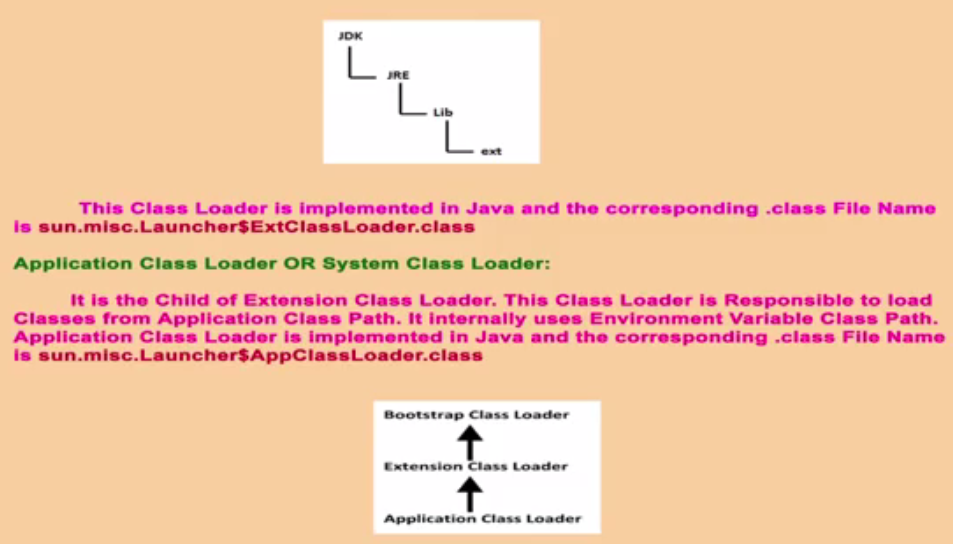 JDK
JRE
Lib
ext
This Class Loader is implemented in Java and the corresponding .class File Name
is sun.misc.Launcher$ExtClassLoader.class
Application Class Loader OR System Class Loader:
It is the Child of Extension Class Loader. This Class Loader is Responsible to load
Classes from Application Class Path. It internally uses Environment Variable Class Path.
Application Class Loader is implemented in Java and the corresponding .class File Name
is sun.misc.Launcher$AppClassLoader.class
Bootstrap Class Loader
Extension Class Loader
Application Class Loader